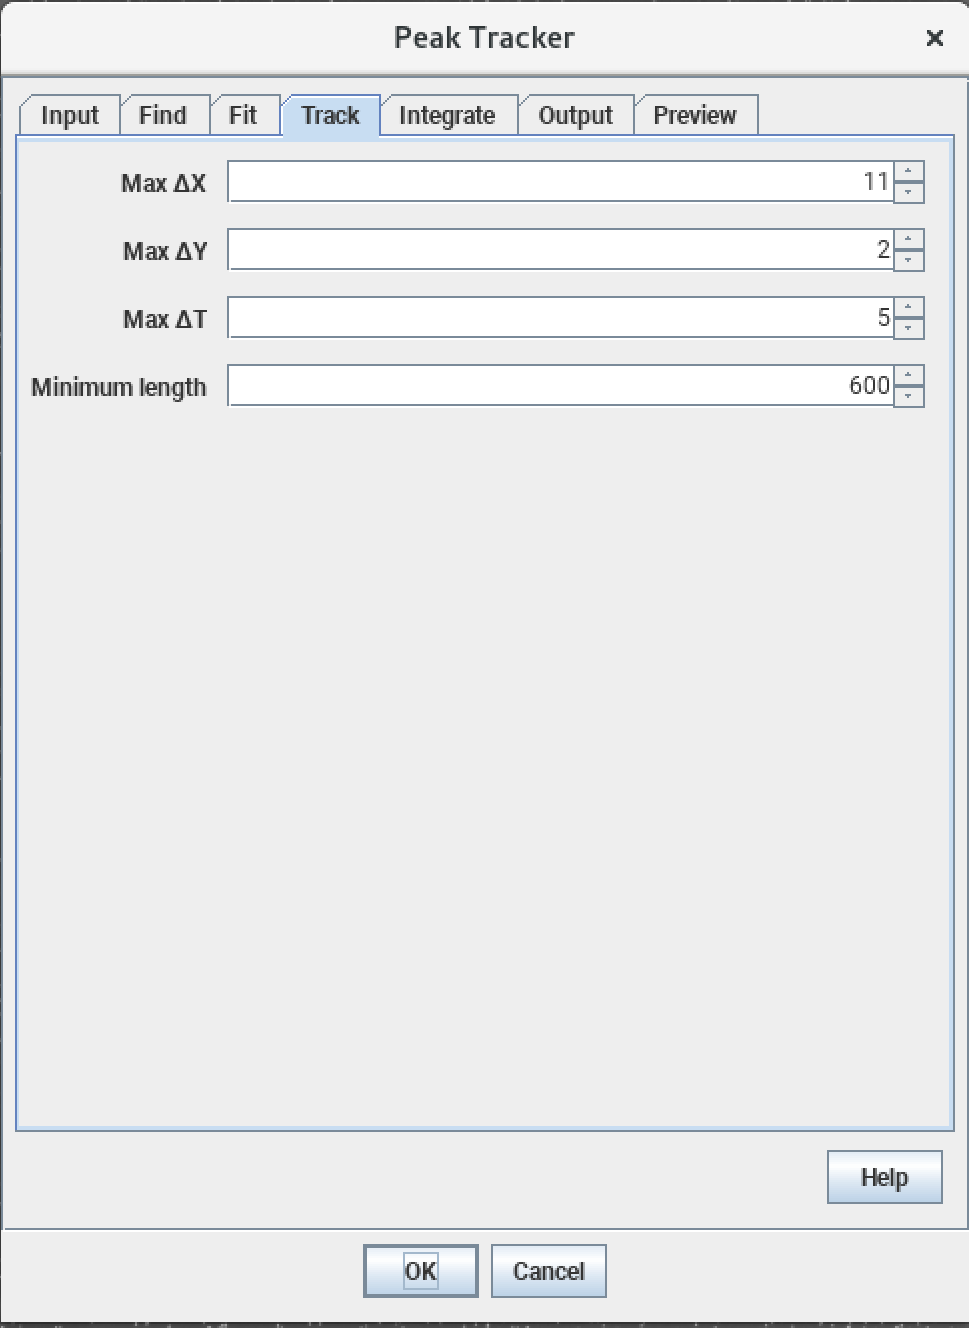 Peak Tracker
Input Find Fit Track Integrate Output Preview
Max ΔX 11
Max ΔY 2
Max ΔT 5
Minimum length 600
Help
OK Cancel